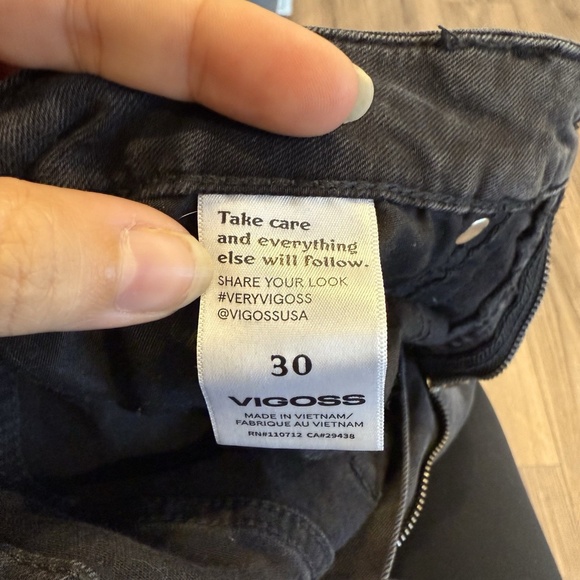 Take care
and everything
else will follow.
SHARE YOUR LOOK
#VERYVIGOSS
@VIGOSSUSA
30
VIGOSS
MADE IN VIETNAM/
FABRIQUE AU VIETNAM
RN#110712 CA#29438